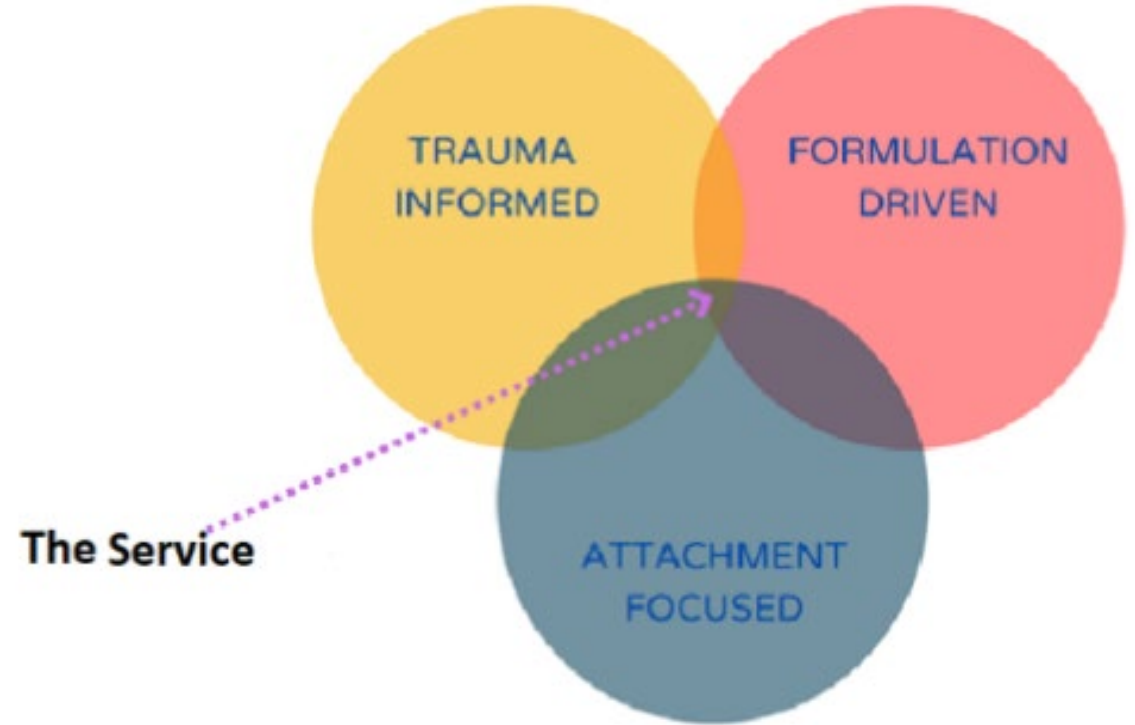 TRAUMA
INFORMED
FORMULATION
DRIVEN
The Service
ATTACHMENT
FOCUSED